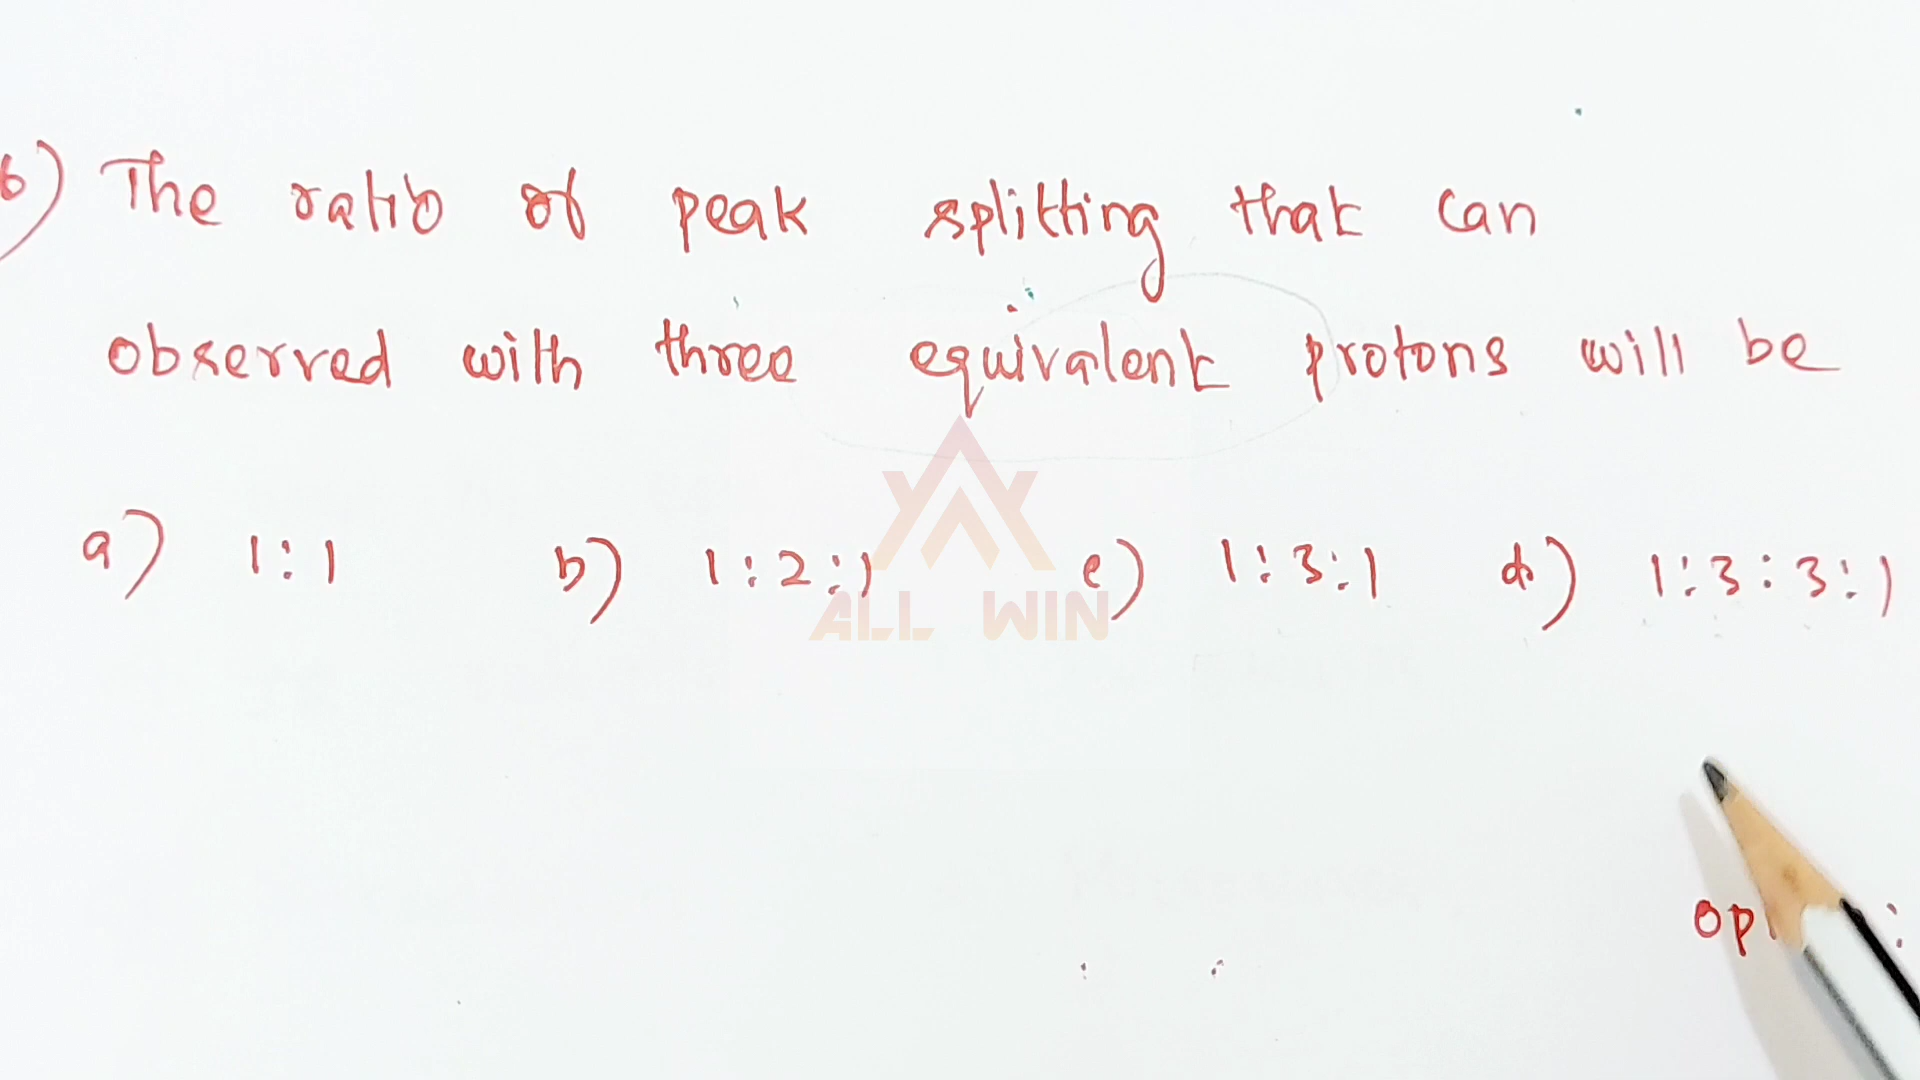 6) The ratio of peak splitting that can
observed with three equivalent protons will be
a) 1:1 b) 1:2:1 c) 1:3:1 d) 1:3:3:1
ALL WIN